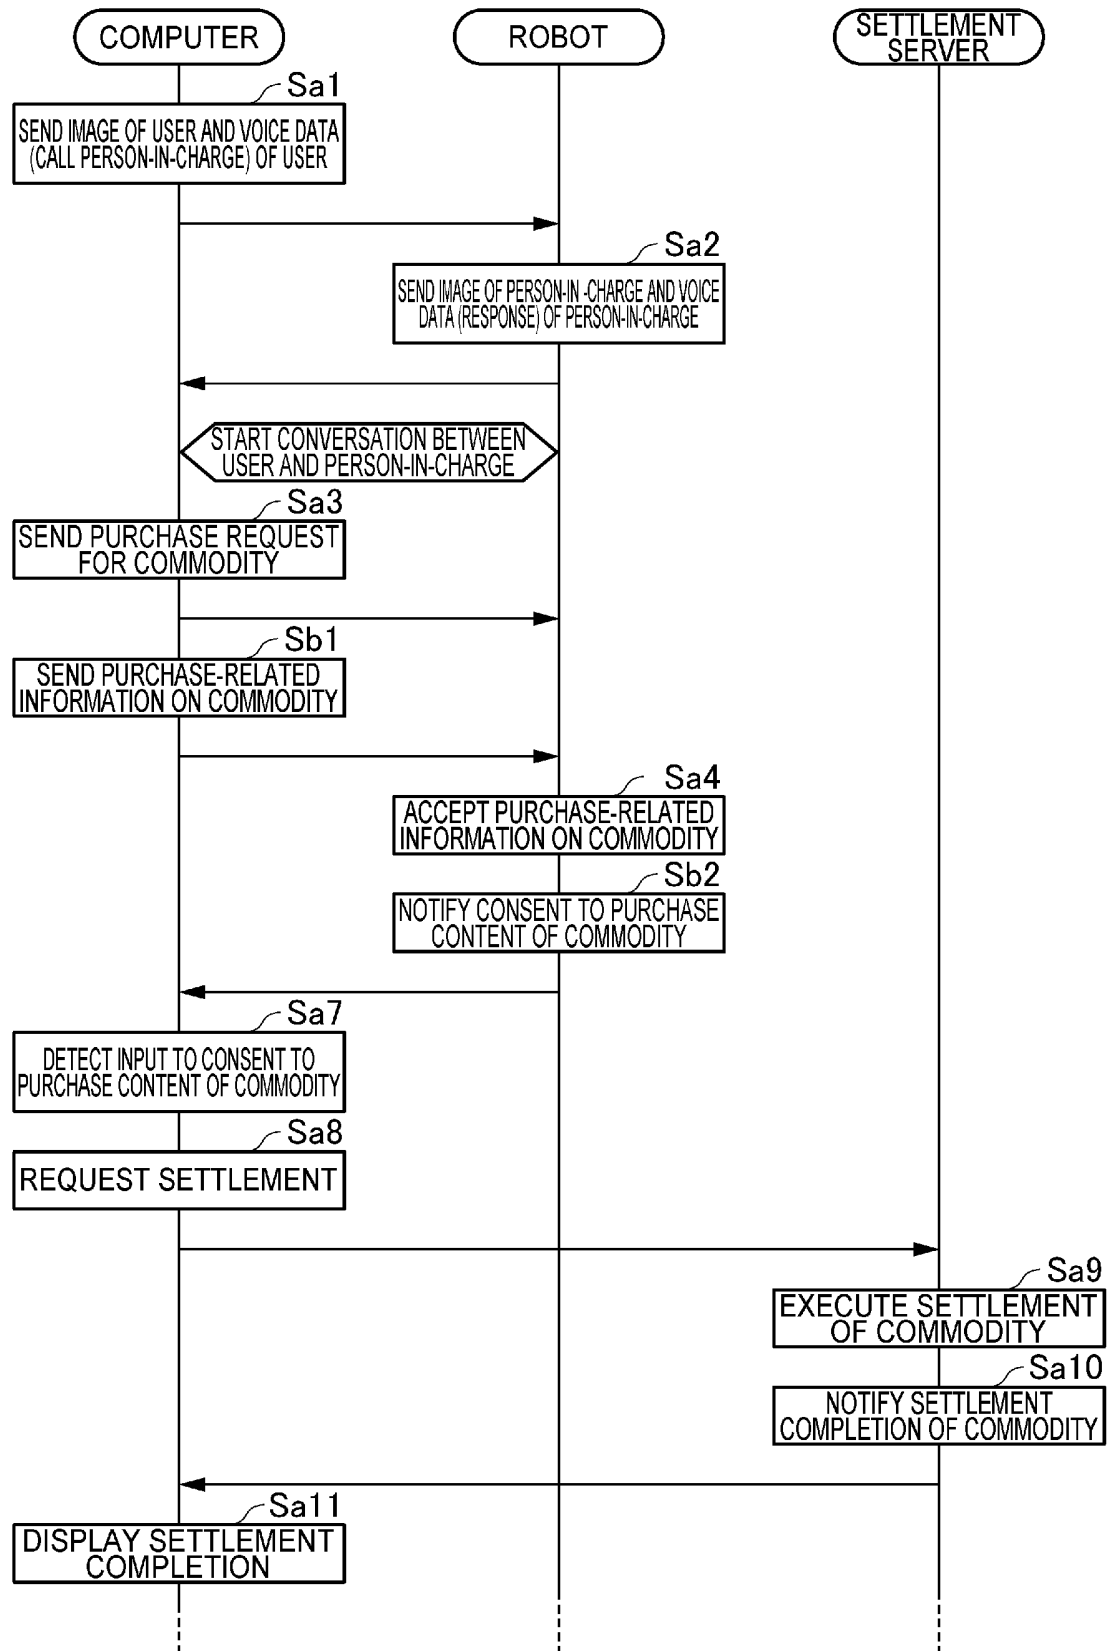 COMPUTER
ROBOT
SETTLEMENT
SERVER
Sa1
SEND IMAGE OF USER AND VOICE DATA
(CALL PERSON-IN-CHARGE) OF USER
Sa2
SEND IMAGE OF PERSON-IN -CHARGE AND VOICE
DATA (RESPONSE) OF PERSON-IN-CHARGE
START CONVERSATION BETWEEN
USER AND PERSON-IN-CHARGE
Sa3
SEND PURCHASE REQUEST
FOR COMMODITY
Sb1
SEND PURCHASE-RELATED
INFORMATION ON COMMODITY
Sa4
ACCEPT PURCHASE-RELATED
INFORMATION ON COMMODITY
Sb2
NOTIFY CONSENT TO PURCHASE
CONTENT OF COMMODITY
Sa7
DETECT INPUT TO CONSENT TO
PURCHASE CONTENT OF COMMODITY
Sa8
REQUEST SETTLEMENT
Sa9
EXECUTE SETTLEMENT
OF COMMODITY
Sa10
NOTIFY SETTLEMENT
COMPLETION OF COMMODITY
Sa11
DISPLAY SETTLEMENT
COMPLETION